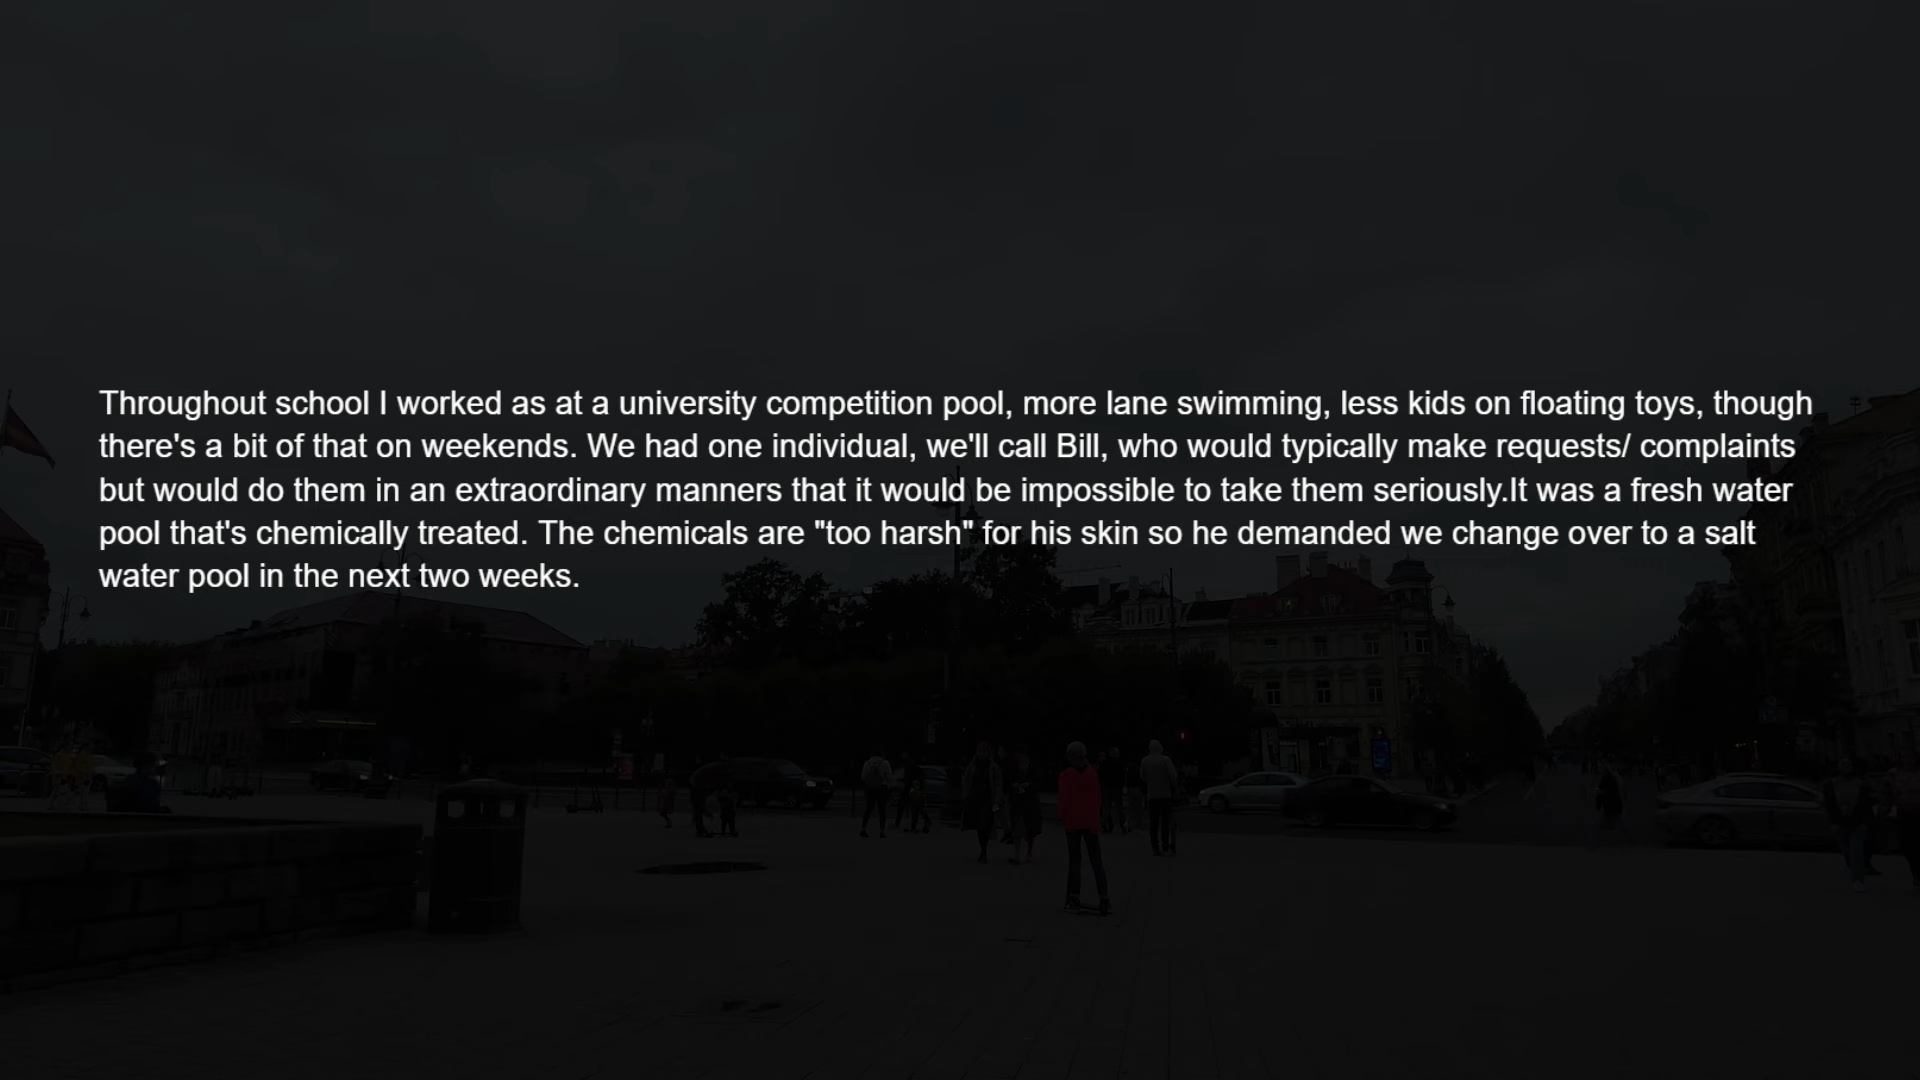 Throughout school I worked as at a university competition pool, more lane swimming, less kids on floating toys, though
there's a bit of that on weekends. We had one individual, we'll call Bill, who would typically make requests/ complaints
but would do them in an extraordinary manners that it would be impossible to take them seriously.It was a fresh water
pool that's chemically treated. The chemicals are "too harsh" for his skin so he demanded we change over to a salt
water pool in the next two weeks.